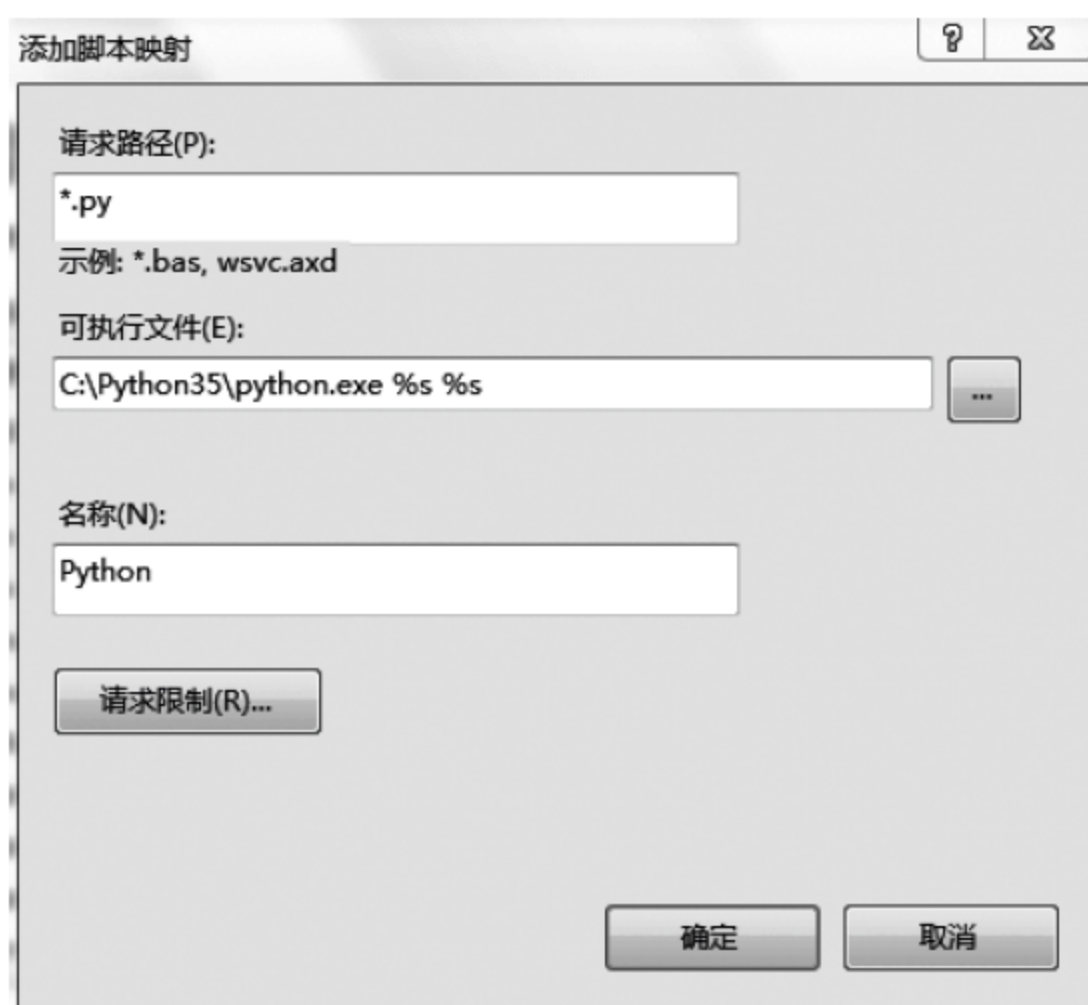 添加脚本映射
请求路径(P):
*.py
示例: *.bas, wsvc.axd
可执行文件(E):
C:\Python35\python.exe %s %s
...
名称(N):
Python
请求限制(R)...
确定
取消